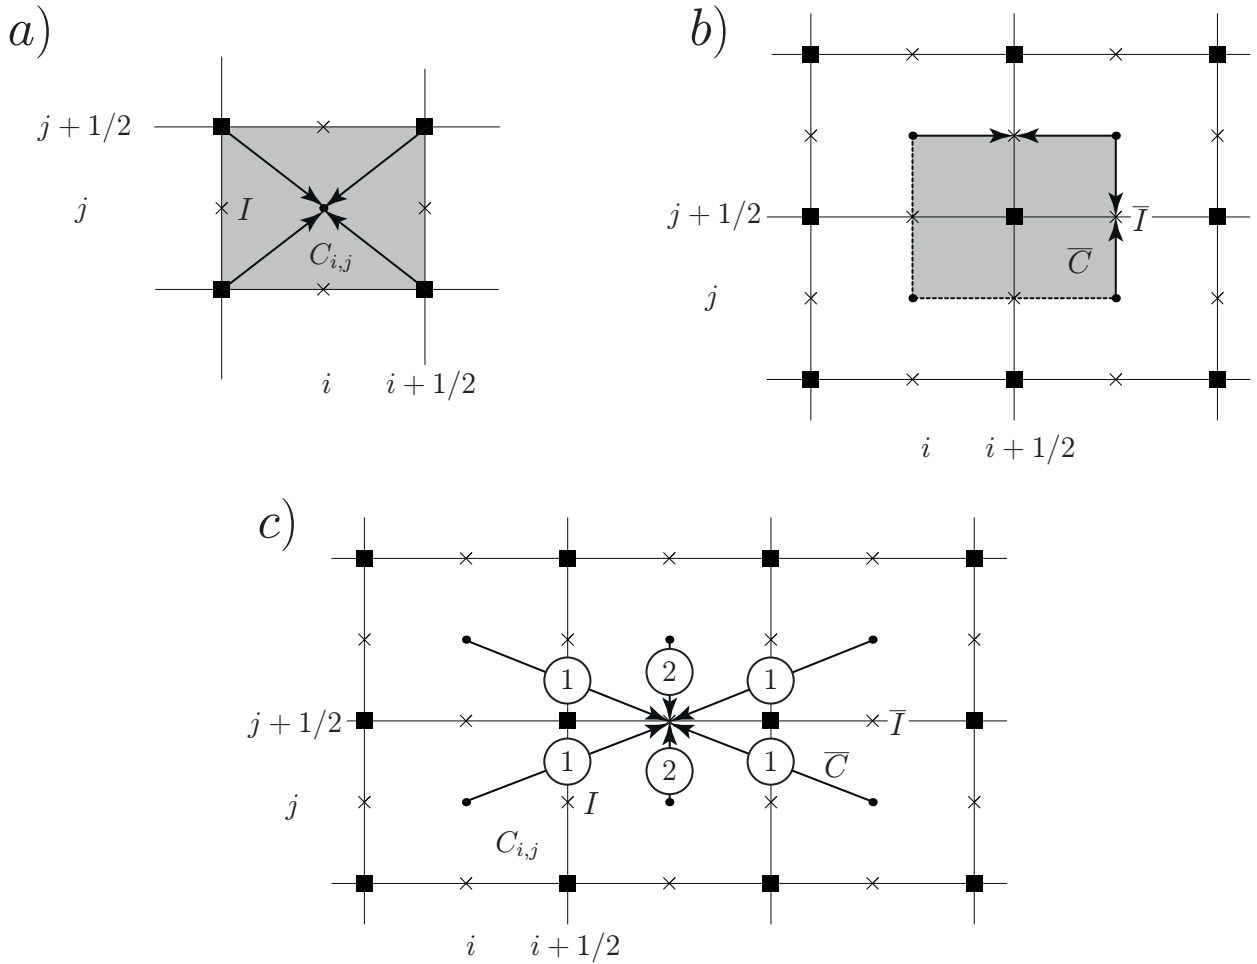 a)
j + 1/2
j
I
C_{i,j}
i
i + 1/2
b)
j + 1/2
I̅
C̅
j
i
i + 1/2
c)
1
2
1
j + 1/2
I̅
1
2
1
C̅
j
I
C_{i,j}
i
i + 1/2